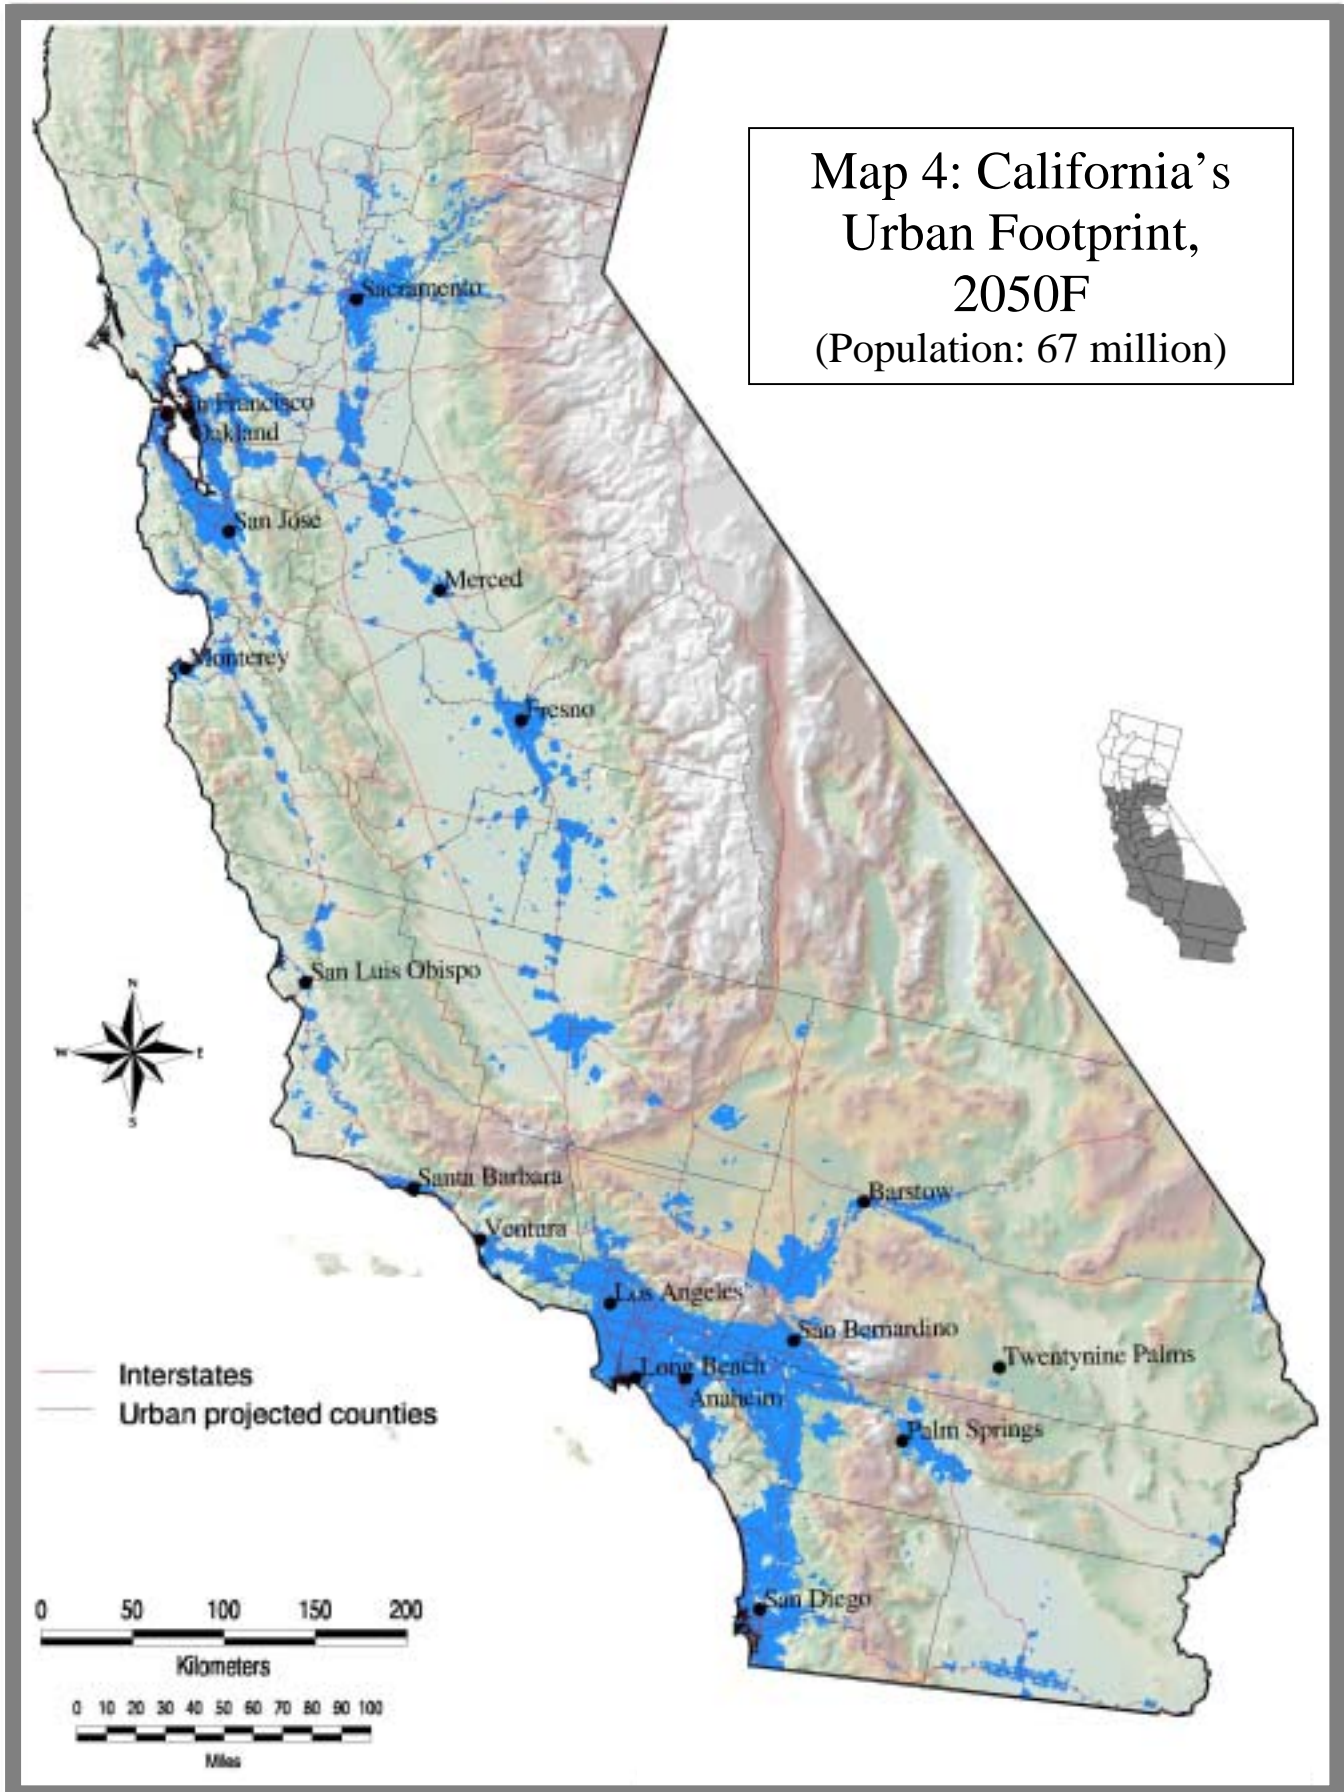 Map 4: California's
Urban Footprint,
2050F
(Population: 67 million)
Sacramento
Francisco
Oakland
San Jose
Merced
Monterey
Fresno
San Luis Obispo
N
W
E
S
Santa Barbara
Barstow
Ventura
Los Angeles
San Bernardino
Long Beach
Twentynine Palms
Anaheim
Palm Springs
Interstates
Urban projected counties
San Diego
0 50 100 150 200
Kilometers
0 10 20 30 40 50 60 70 80 90 100
Miles